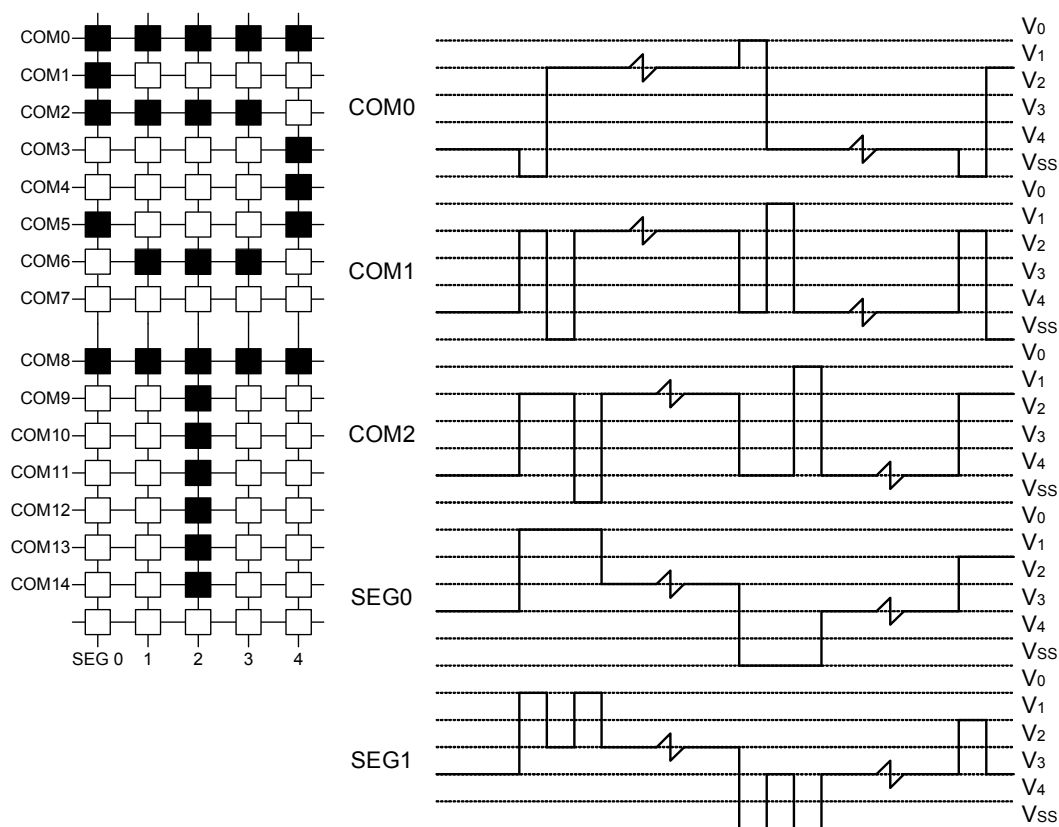 COM0
COM1
COM2
COM3
COM4
COM5
COM6
COM7
COM8
COM9
COM10
COM11
COM12
COM13
COM14
SEG 0 1 2 3 4
COM0
V0
V1
V2
V3
V4
VSS
COM1
V0
V1
V2
V3
V4
VSS
COM2
V0
V1
V2
V3
V4
VSS
SEG0
V0
V1
V2
V3
V4
VSS
SEG1
V0
V1
V2
V3
V4
VSS